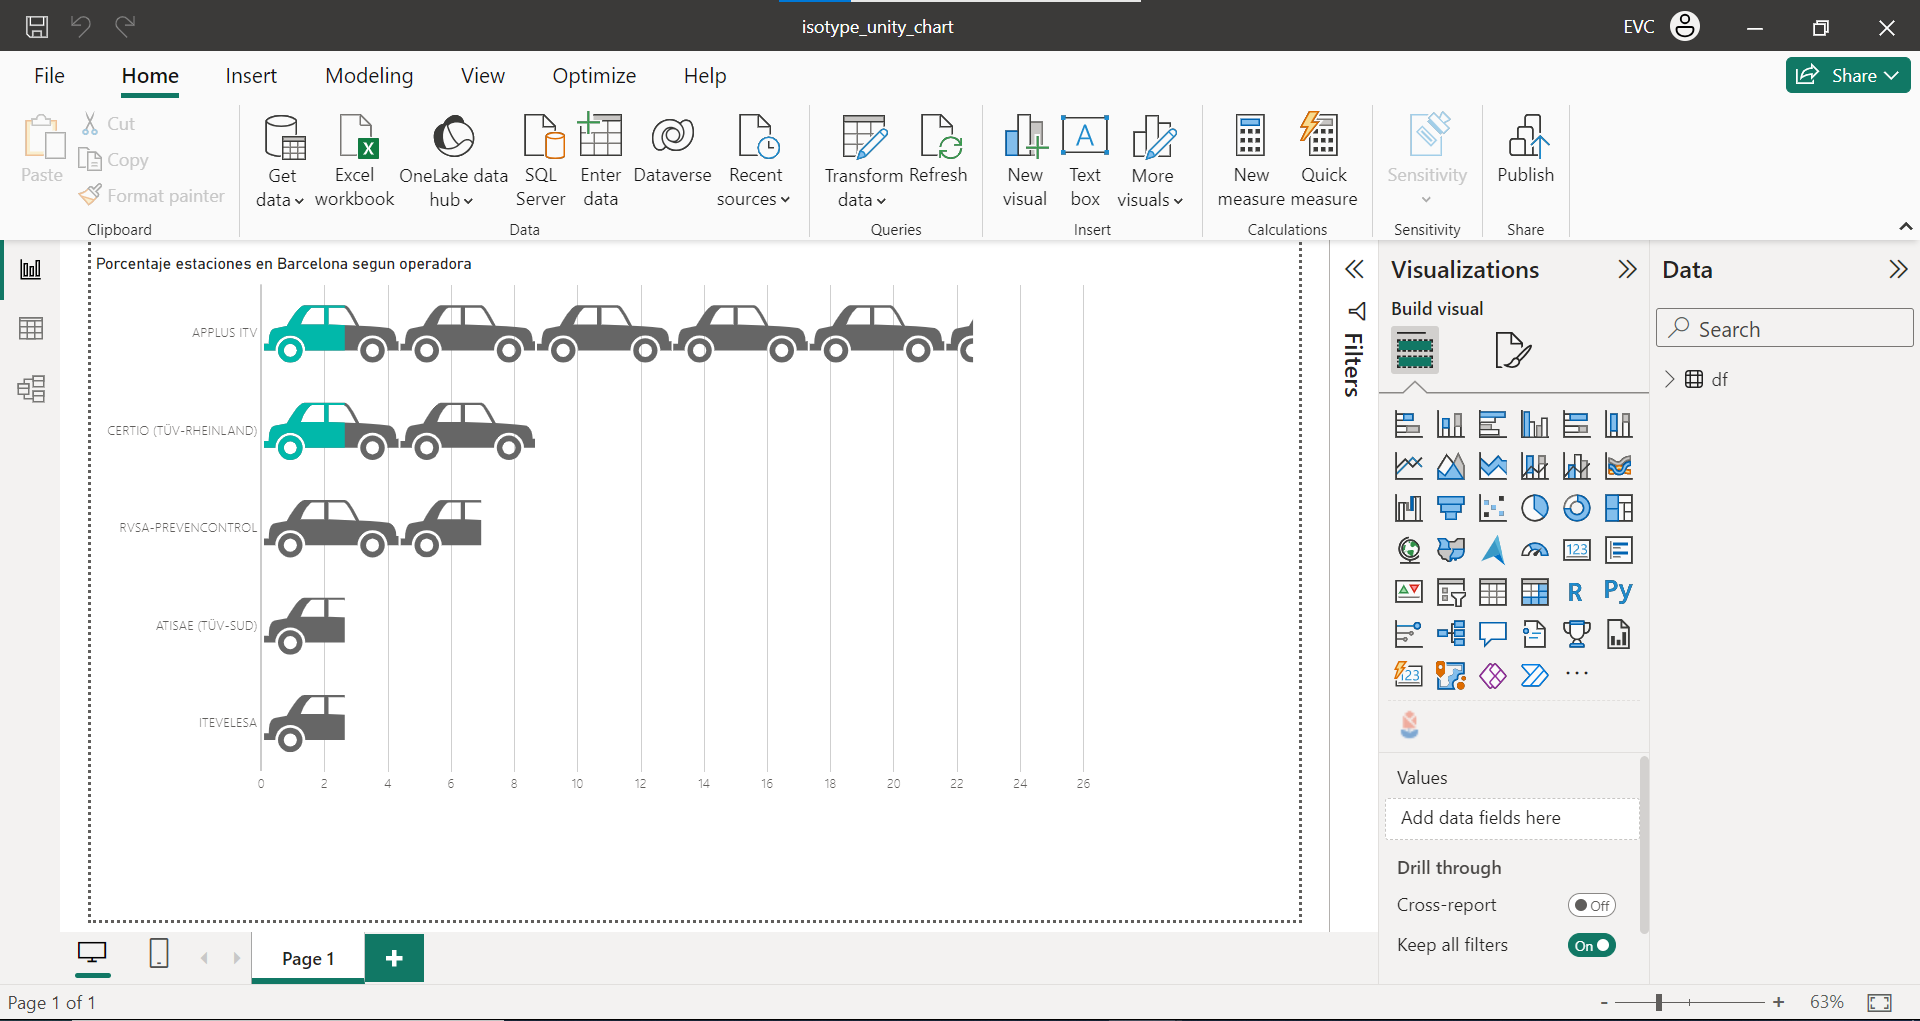 isotype_unity_chart
EVC
File Home Insert Modeling View Optimize Help
Share
Paste
Cut
Copy
Format painter
Clipboard
Get data
Excel workbook
OneLake data hub
SQL Server
Enter data
Dataverse
Recent sources
Data
Transform data
Refresh
Queries
New visual
Text box
More visuals
Insert
New measure
Quick measure
Calculations
Sensitivity
Sensitivity
Publish
Share
Porcentaje estaciones en Barcelona segun operadora
APPLUS ITV
CERTIO (TÜV-RHEINLAND)
RVSA-PREVENCONTROL
ATISAE (TÜV-SUD)
ITEVELESA
0 2 4 6 8 10 12 14 16 18 20 22 24 26
Filters
Visualizations
Build visual
123
R
Py
123
Values
Add data fields here
Drill through
Cross-report
Off
Keep all filters
On
Data
Search
df
Page 1
Page 1 of 1
- + 63%